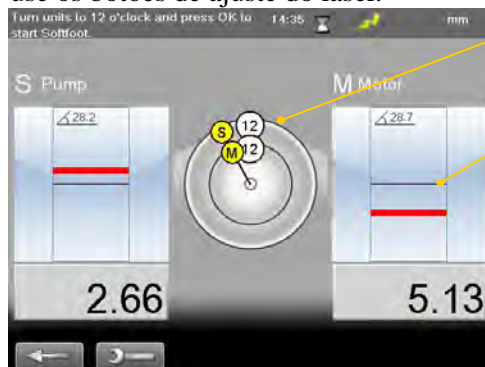 use os botões de ajuste do laser.
Turn units to 12 o'clock and press OK to
start Softfoot.
14:35
mm
S Pump
M Motor
28.2
28.7
S 12
M 12
2.66
5.13